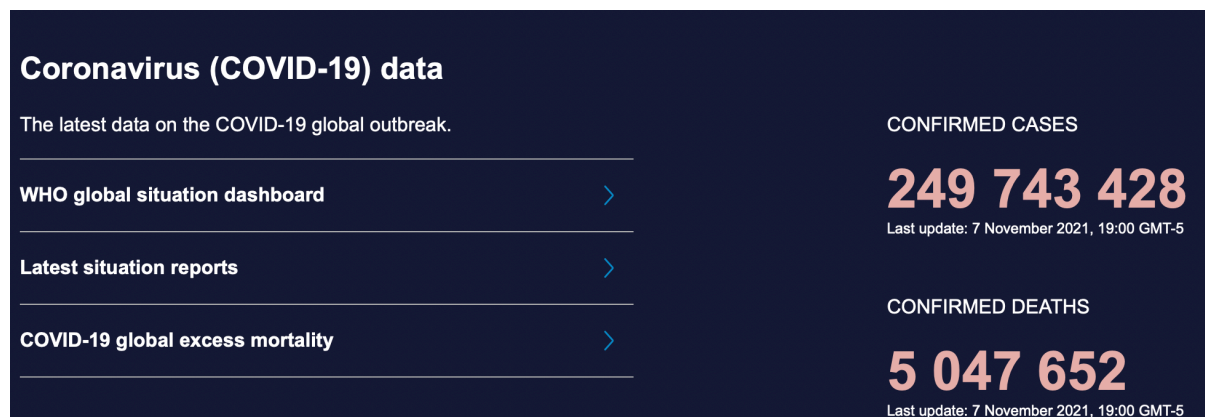 Coronavirus (COVID-19) data
The latest data on the COVID-19 global outbreak.
WHO global situation dashboard
Latest situation reports
COVID-19 global excess mortality
CONFIRMED CASES
249 743 428
Last update: 7 November 2021, 19:00 GMT-5
CONFIRMED DEATHS
5 047 652
Last update: 7 November 2021, 19:00 GMT-5